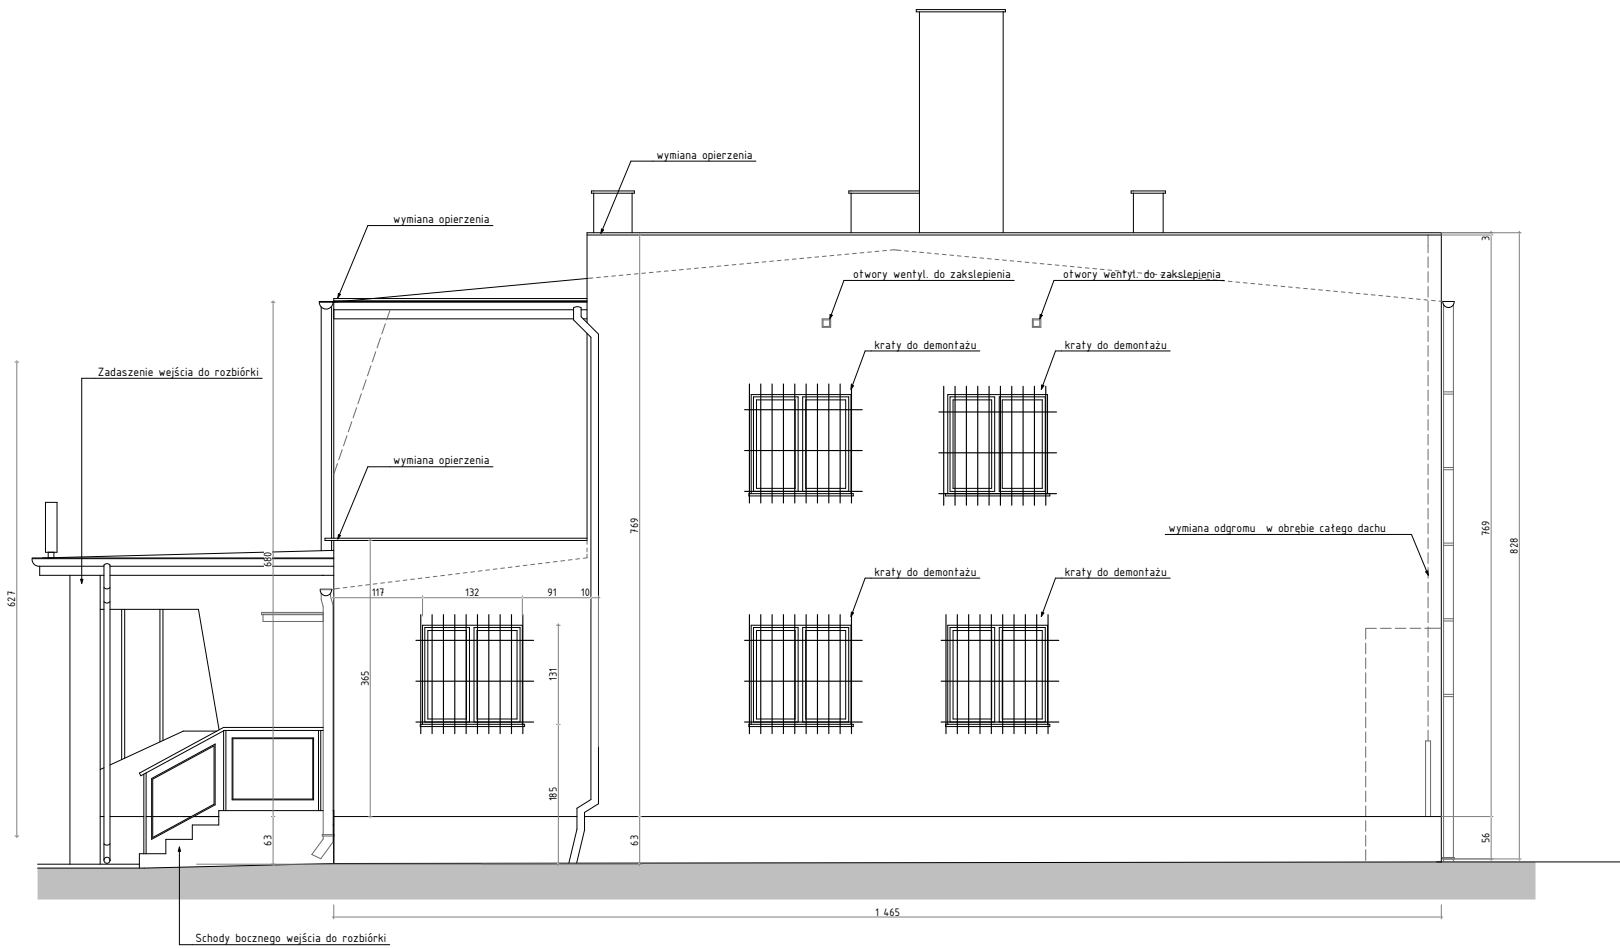 wymiana opierzenia
wymiana opierzenia
otwory wentyl. do zakslepienia
otwory wentyl. do zakslepienia
3
kraty do demontażu
kraty do demontażu
Zadaszenie wejścia do rozbiórki
wymiana opierzenia
769
wymiana odgromu w obrębie całego dachu
769
828
680
627
kraty do demontażu
kraty do demontażu
117
132
91
10
365
131
185
63
63
56
1 465
Schody bocznego wejścia do rozbiórki